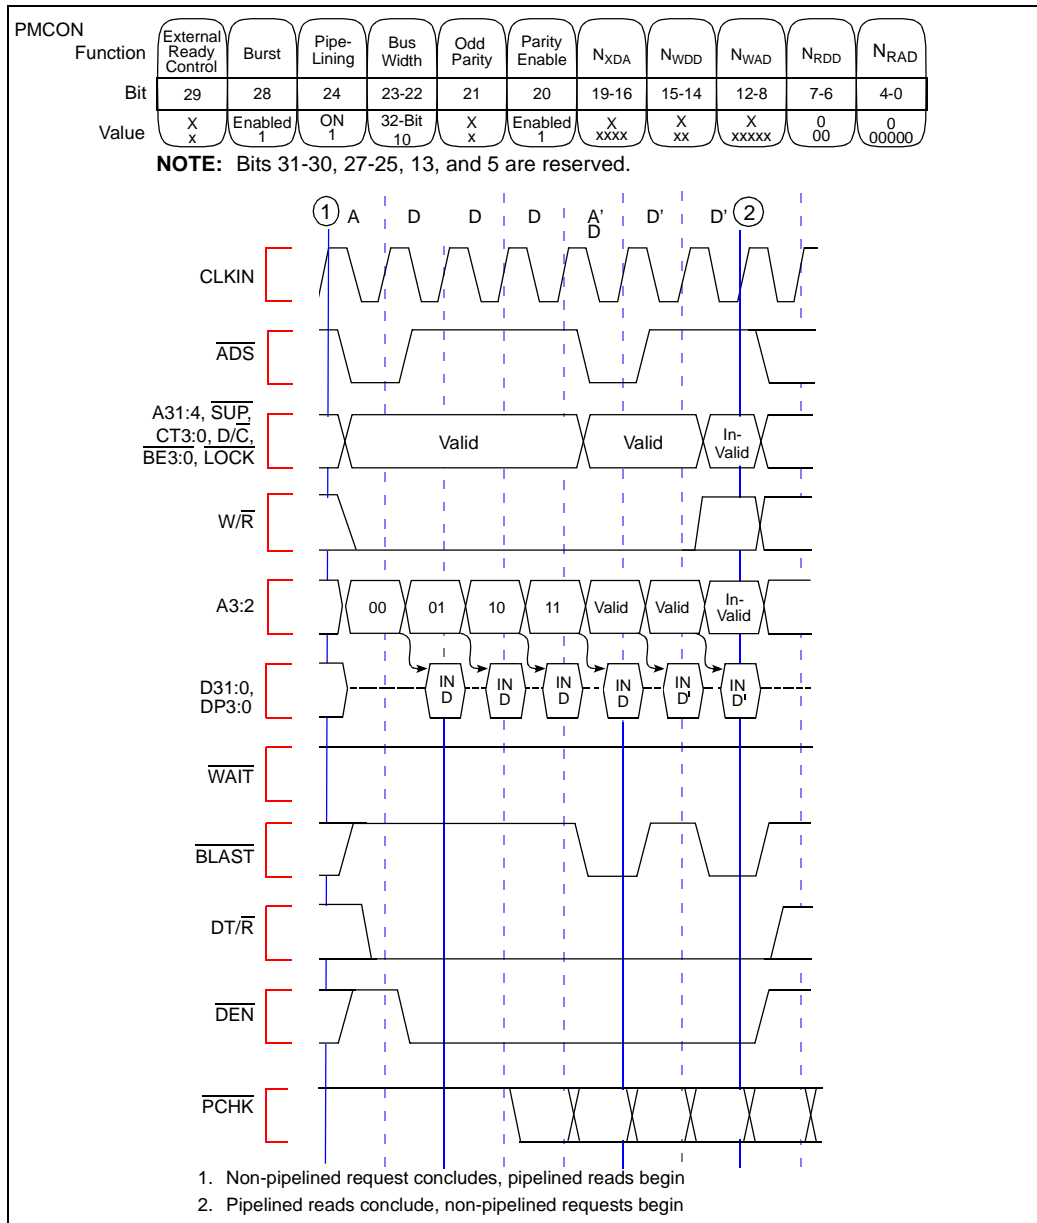 PMCON
Function
External Ready Control
Burst
Pipe-Lining
Bus Width
Odd Parity
Parity Enable
NXDA
NWDD
NWAD
NRDD
NRAD
Bit
29
28
24
23-22
21
20
19-16
15-14
12-8
7-6
4-0
Value
X x
Enabled 1
ON 1
32-Bit 10
X x
Enabled 1
X xxxx
X xx
X xxxxx
0 00
0 00000
NOTE: Bits 31-30, 27-25, 13, and 5 are reserved.
1 A D D D A' D D' D' 2
CLKIN
ADS
A31:4, SUP,
CT3:0, D/C,
BE3:0, LOCK
Valid Valid In-Valid
W/R
A3:2
00 01 10 11 Valid Valid In-Valid
D31:0,
DP3:0
IN D IN D IN D IN D IN D' IN D'
WAIT
BLAST
DT/R
DEN
PCHK
1. Non-pipelined request concludes, pipelined reads begin
2. Pipelined reads conclude, non-pipelined requests begin